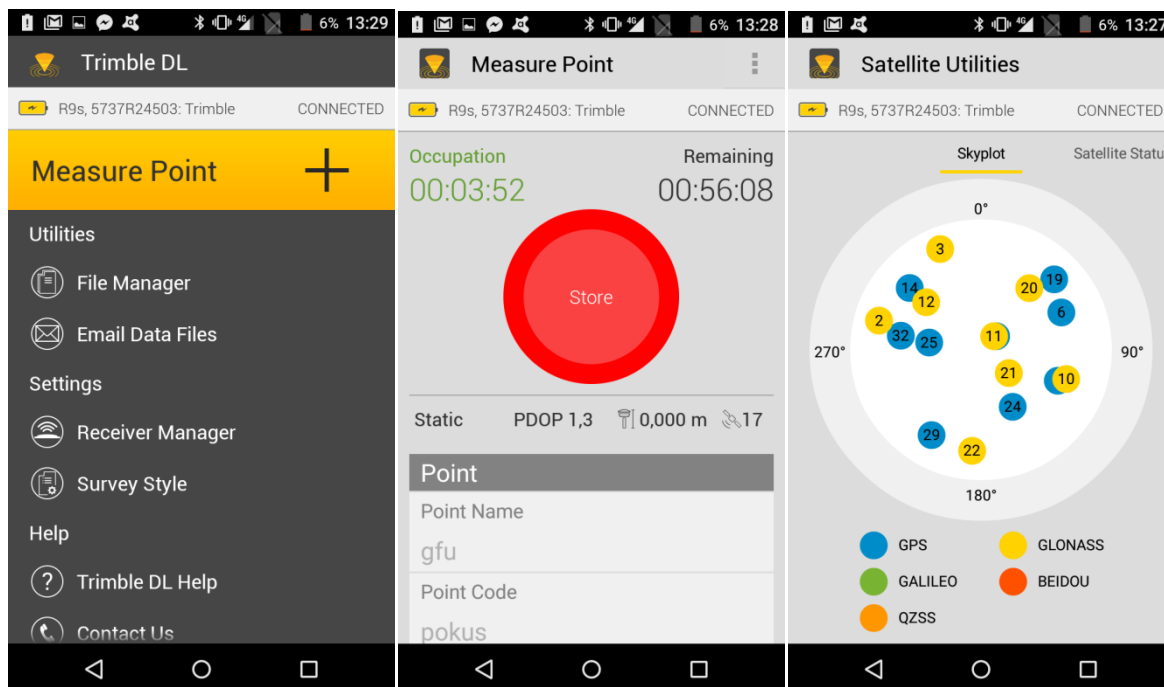 6% 13:29
Trimble DL
R9s, 5737R24503: Trimble CONNECTED
Measure Point
Utilities
File Manager
Email Data Files
Settings
Receiver Manager
Survey Style
Help
Trimble DL Help
Contact Us
4G 6% 13:28
Measure Point
R9s, 5737R24503: Trimble CONNECTED
Occupation Remaining
00:03:52 00:56:08
Store
Static PDOP 1,3 0,000 m 17
Point
Point Name
gfu
Point Code
pokus
4G 6% 13:27
Satellite Utilities
R9s, 5737R24503: Trimble CONNECTED
Skyplot Satellite Statu
0°
3
14 12 20 19
2 6
32 25 11
270° 90°
21 10
24
29 22
180°
GPS GLONASS
GALILEO BEIDOU
QZSS